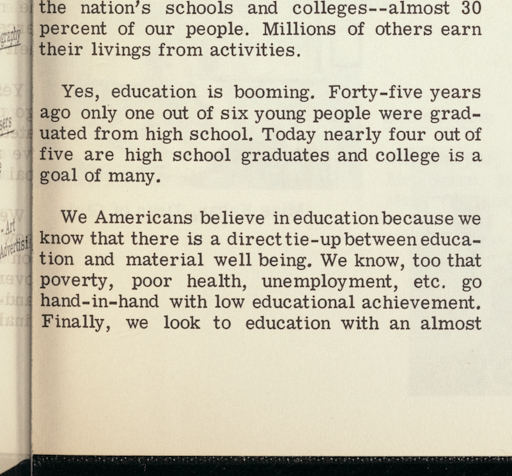 the nation's schools and colleges--almost 30
percent of our people. Millions of others earn
their livings from activities.
Yes, education is booming. Forty-five years
ago only one out of six young people were grad-
uated from high school. Today nearly four out of
five are high school graduates and college is a
goal of many.
We Americans believe in education because we
know that there is a direct tie-up between educa-
tion and material well being. We know, too that
poverty, poor health, unemployment, etc. go
hand-in-hand with low educational achievement.
Finally, we look to education with an almost